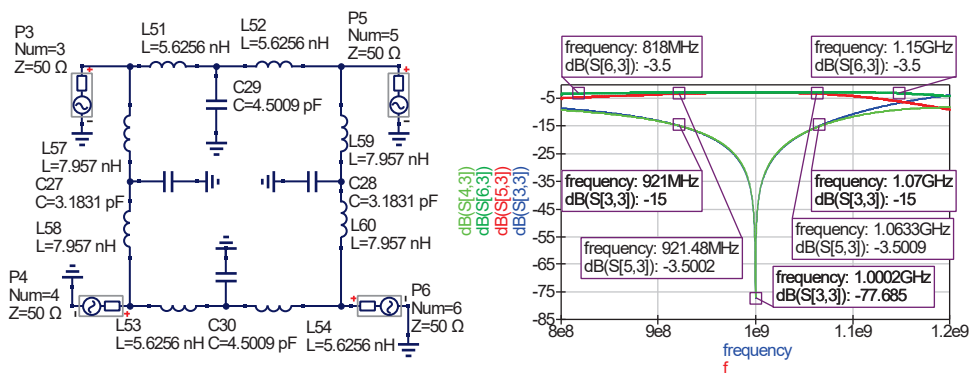 P3
Num=3
Z=50 Ω
L51
L=5.6256 nH
L52
L=5.6256 nH
P5
Num=5
Z=50 Ω
C29
C=4.5009 pF
L57
L=7.957 nH
C27
C=3.1831 pF
L58
L=7.957 nH
L59
L=7.957 nH
C28
C=3.1831 pF
L60
L=7.957 nH
P4
Num=4
Z=50 Ω
L53
L=5.6256 nH
C30
C=4.5009 pF
L54
L=5.6256 nH
P6
Num=6
Z=50 Ω
frequency: 818MHz
dB(S[6,3]): -3.5
frequency: 1.15GHz
dB(S[6,3]): -3.5
frequency: 921MHz
dB(S[3,3]): -15
frequency: 1.07GHz
dB(S[3,3]): -15
frequency: 921.48MHz
dB(S[5,3]): -3.5002
frequency: 1.0633GHz
dB(S[5,3]): -3.5009
frequency: 1.0002GHz
dB(S[3,3]): -77.685
dB(S[4,3])
dB(S[6,3])
dB(S[5,3])
dB(S[3,3])
-5
-15
-25
-35
-45
-55
-65
-75
-85
8e8
9e8
1e9
1.1e9
1.2e9
frequency
f